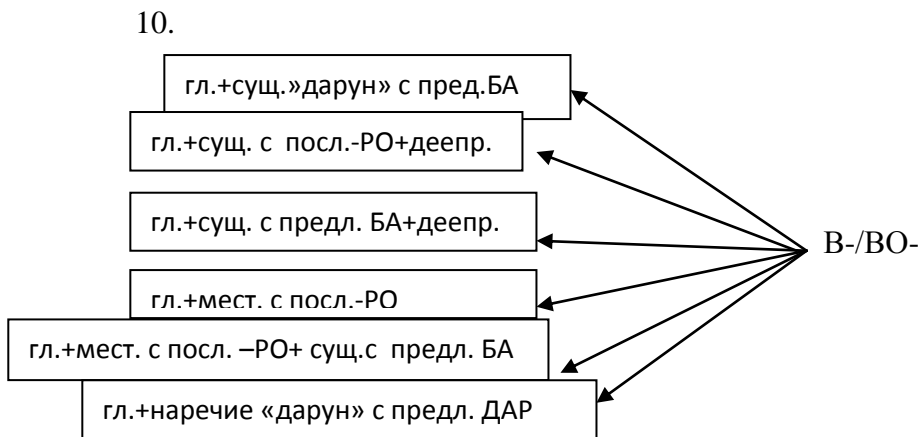 10.
гл.+сущ.»дарун» с пред.БА
гл.+сущ. с посл.-РО+деепр.
гл.+сущ. с предл. БА+деепр.
В-/ВО-
гл.+мест. с посл.-РО
гл.+мест. с посл. –РО+ сущ.с предл. БА
гл.+наречие «дарун» с предл. ДАР